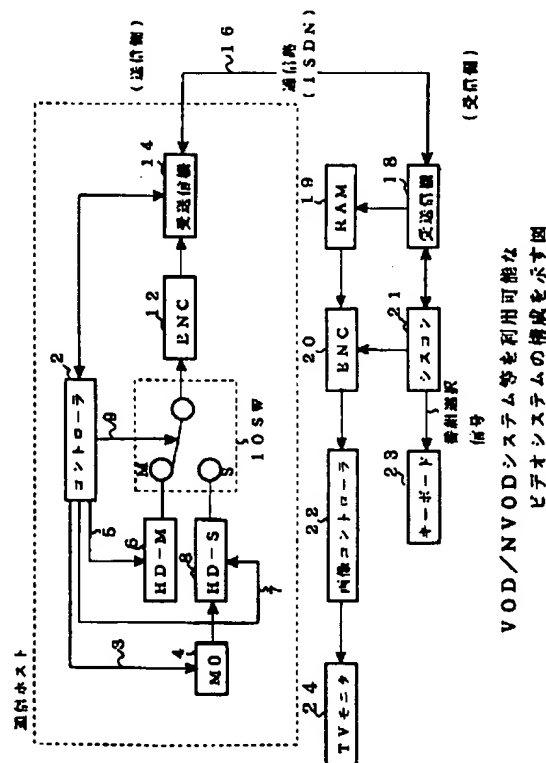 通信ホスト
(送信側)
コントローラ
2
3
5
9
6
HD-M
M
8
HD-S
S
7
4
MO
10SW
12
ENC
14
受送信機
16
通信路
(ISDN)
(受信側)
19
RAM
18
受送信機
20
ENC
21
シスコン
番組選択
信号
22
画像コントローラ
23
キーボード
24
TVモニタ
VOD/NVODシステム等を利用可能な
ビデオシステムの構成を示す図